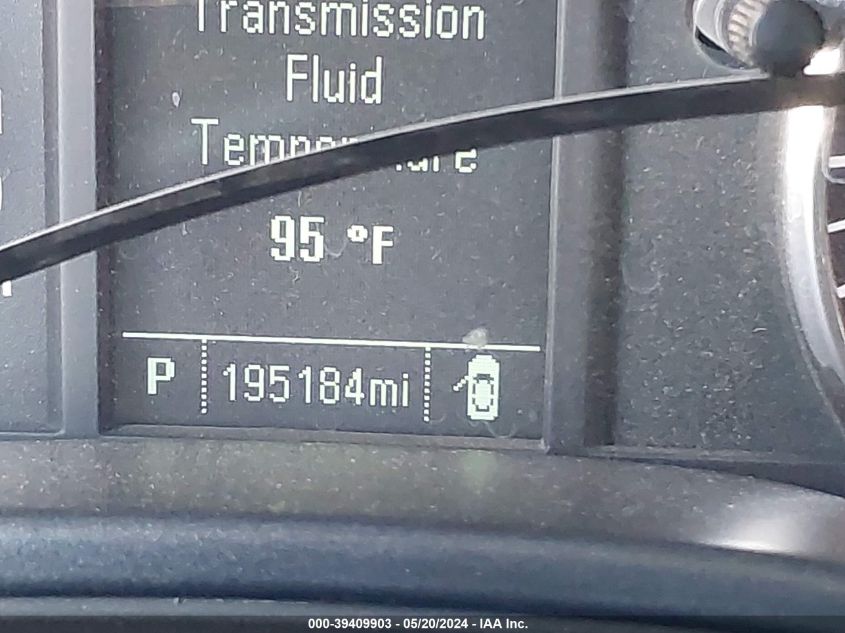 Transmission
Fluid
95 °F
P 195184mi
000-39409903 - 05/20/2024 - IAA Inc.